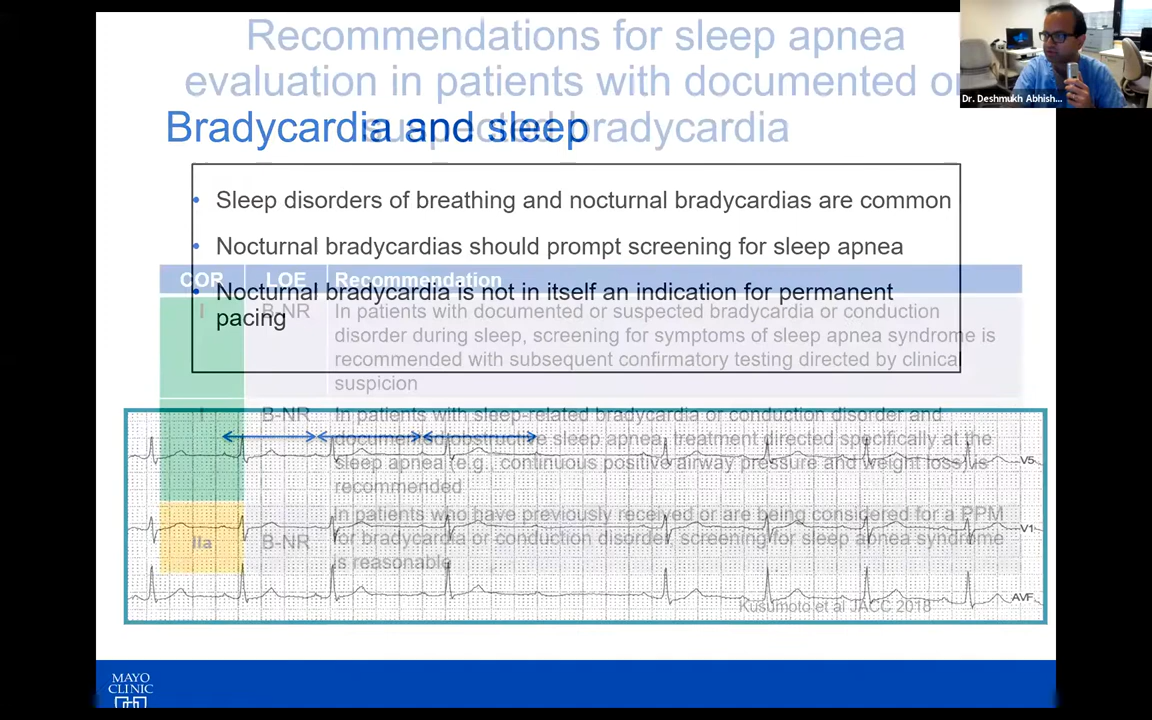 Recommendations for sleep apnea
evaluation in patients with documented or
suspected bradycardia
Bradycardia and sleep
• Sleep disorders of breathing and nocturnal bradycardias are common
• Nocturnal bradycardias should prompt screening for sleep apnea
• Nocturnal bradycardia is not in itself an indication for permanent
pacing
COR LOE Recommendation
I B-NR In patients with documented or suspected bradycardia or conduction
disorder during sleep, screening for symptoms of sleep apnea syndrome is
recommended with subsequent confirmatory testing directed by clinical
suspicion
I B-NR In patients with sleep-related bradycardia or conduction disorder and
documented obstructive sleep apnea, treatment directed specifically at the
sleep apnea (e.g., continuous positive airway pressure and weight loss) is
recommended
IIa B-NR In patients who have previously received or are being considered for a PPM
for bradycardia or conduction disorder, screening for sleep apnea syndrome
is reasonable
V5
V1
AVF
Kusumoto et al JACC 2018
MAYO
CLINIC
Dr. Deshmukh Abhish...